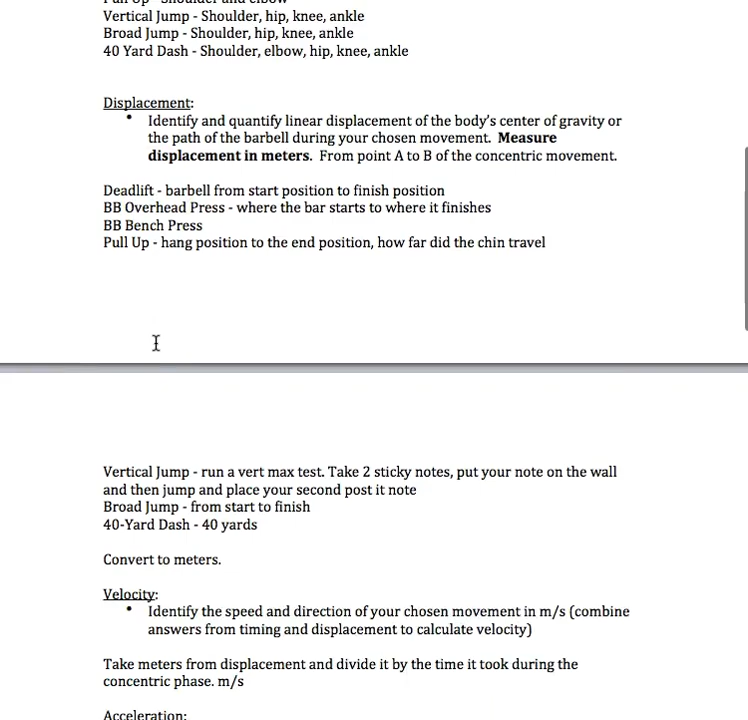 Pull Up - Shoulder and elbow
Vertical Jump - Shoulder, hip, knee, ankle
Broad Jump - Shoulder, hip, knee, ankle
40 Yard Dash - Shoulder, elbow, hip, knee, ankle
Displacement:
• Identify and quantify linear displacement of the body's center of gravity or
the path of the barbell during your chosen movement. Measure
displacement in meters. From point A to B of the concentric movement.
Deadlift - barbell from start position to finish position
BB Overhead Press - where the bar starts to where it finishes
BB Bench Press
Pull Up - hang position to the end position, how far did the chin travel
Vertical Jump - run a vert max test. Take 2 sticky notes, put your note on the wall
and then jump and place your second post it note
Broad Jump - from start to finish
40-Yard Dash - 40 yards
Convert to meters.
Velocity:
• Identify the speed and direction of your chosen movement in m/s (combine
answers from timing and displacement to calculate velocity)
Take meters from displacement and divide it by the time it took during the
concentric phase. m/s
Acceleration: